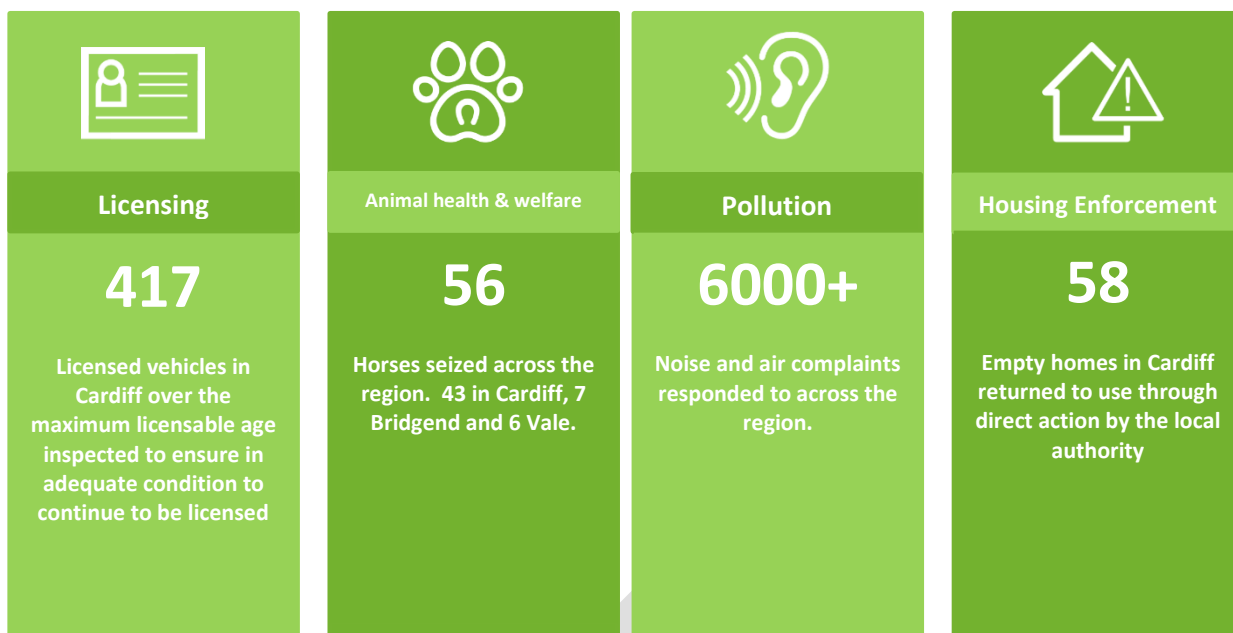 Licensing
417
Licensed vehicles in
Cardiff over the
maximum licensable age
inspected to ensure in
adequate condition to
continue to be licensed
Animal health & welfare
56
Horses seized across the
region.  43 in Cardiff, 7
Bridgend and 6 Vale.
Pollution
6000+
Noise and air complaints
responded to across the
region.
Housing Enforcement
58
Empty homes in Cardiff
returned to use through
direct action by the local
authority